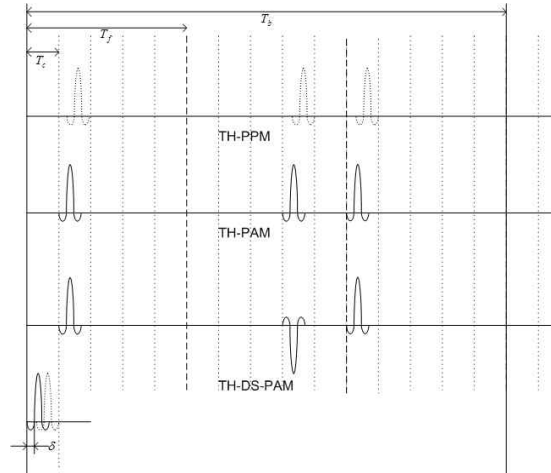 T_b
T_f
T_c
TH-PPM
TH-PAM
TH-DS-PAM
δ